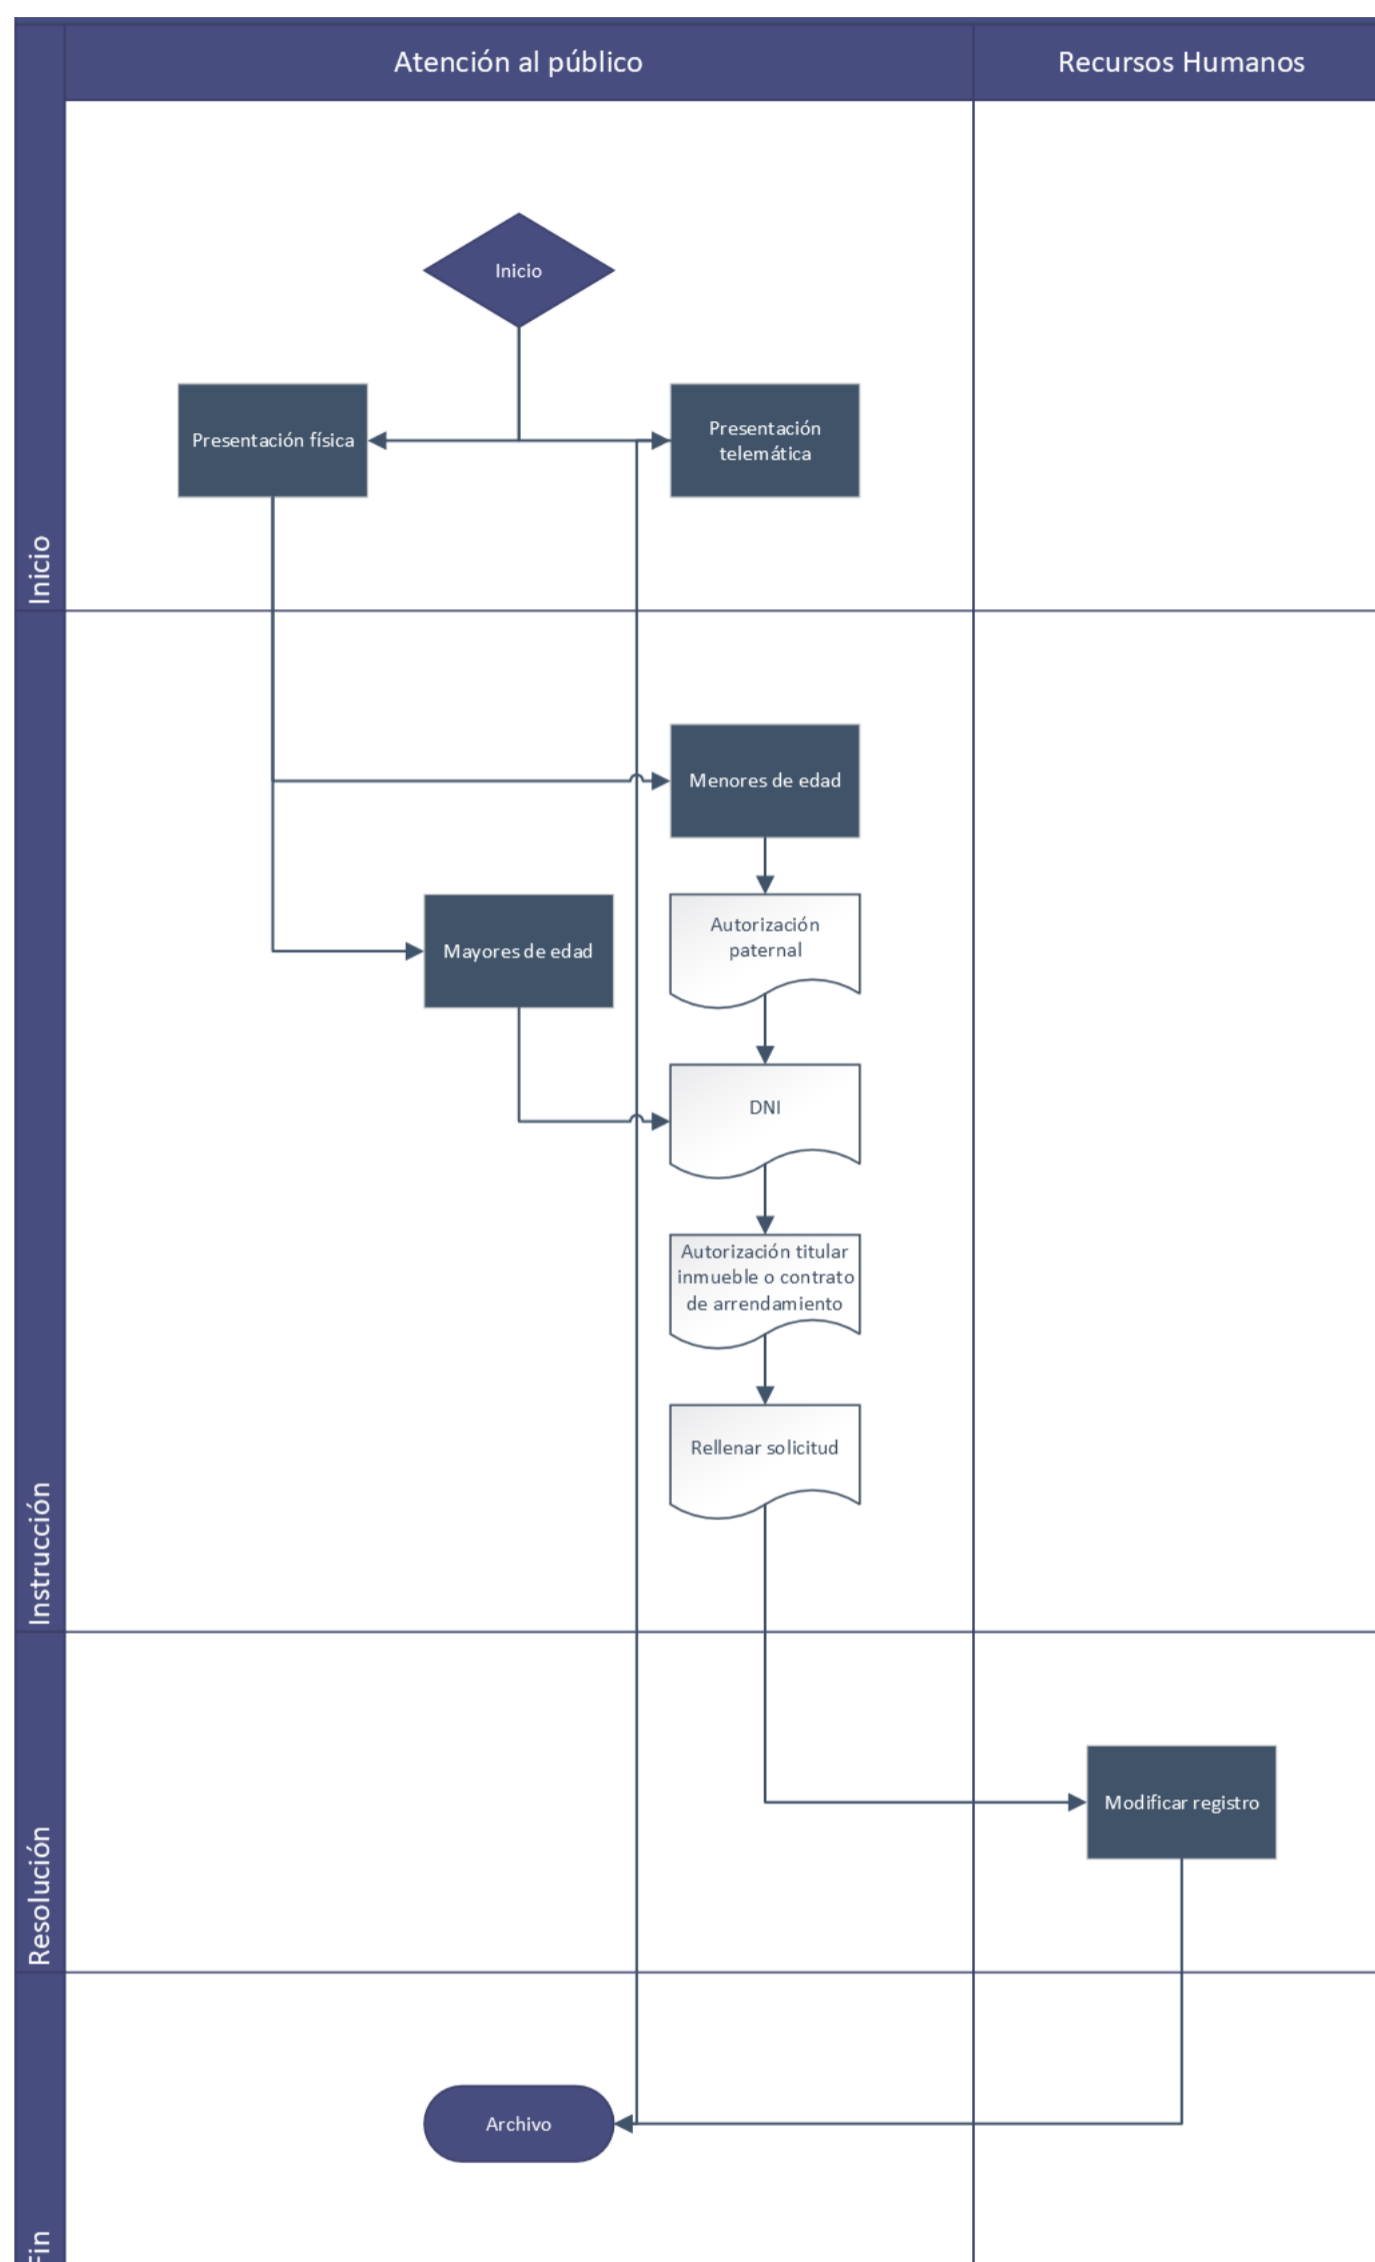 Atención al público
Recursos Humanos
Inicio
Inicio
Presentación física
Presentación
telemática
Instrucción
Menores de edad
Autorización
paternal
Mayores de edad
DNI
Autorización titular
inmueble o contrato
de arrendamiento
Rellenar solicitud
Resolución
Modificar registro
Fin
Archivo